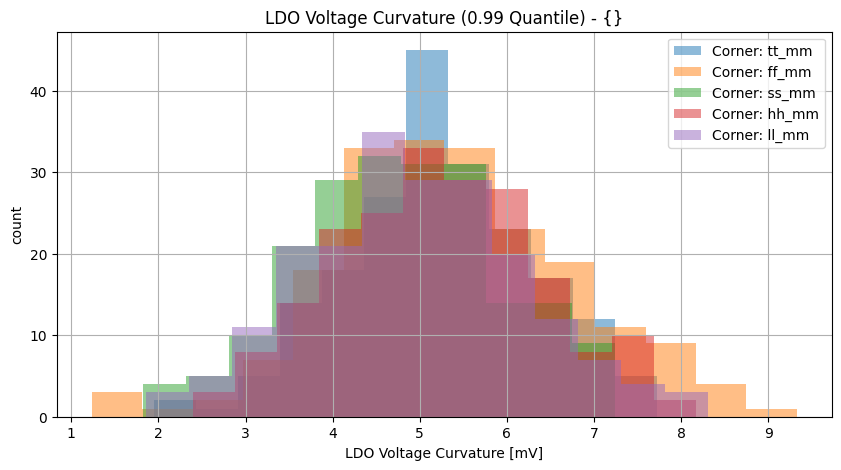 LDO Voltage Curvature (0.99 Quantile) - {}
Corner: tt_mm
Corner: ff_mm
Corner: ss_mm
Corner: hh_mm
Corner: ll_mm
count
40
30
20
10
0
1 2 3 4 5 6 7 8 9
LDO Voltage Curvature [mV]